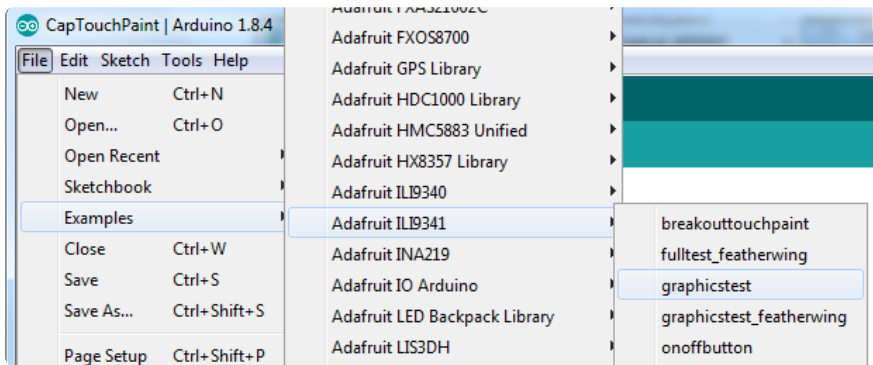 CapTouchPaint | Arduino 1.8.4
File Edit Sketch Tools Help
New Ctrl+N
Open... Ctrl+O
Open Recent
Sketchbook
Examples
Close Ctrl+W
Save Ctrl+S
Save As... Ctrl+Shift+S
Page Setup Ctrl+Shift+P
Adafruit FXAS21002C
Adafruit FXOS8700
Adafruit GPS Library
Adafruit HDC1000 Library
Adafruit HMC5883 Unified
Adafruit HX8357 Library
Adafruit ILI9340
Adafruit ILI9341
Adafruit INA219
Adafruit IO Arduino
Adafruit LED Backpack Library
Adafruit LIS3DH
breakouttouchpaint
fulltest_featherwing
graphicstest
graphicstest_featherwing
onoffbutton